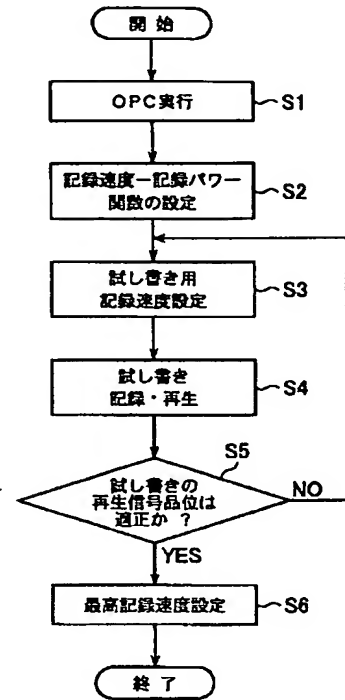 開始
OPC実行
S1
記録速度ー記録パワー
関数の設定
S2
試し書き用
記録速度設定
S3
試し書き
記録・再生
S4
S5
試し書きの
再生信号品位は
適正か ?
NO
YES
最高記録速度設定
S6
終了